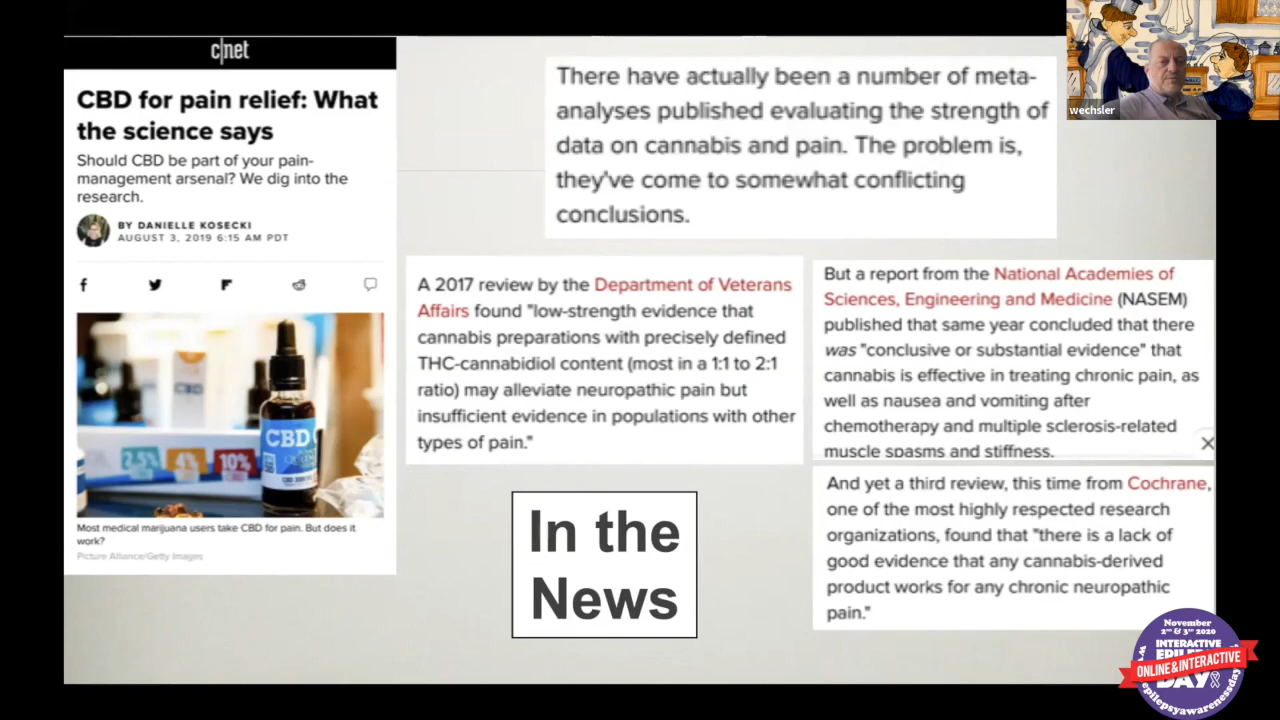 c|net
CBD for pain relief: What
the science says
Should CBD be part of your pain-
management arsenal? We dig into the
research.
BY DANIELLE KOSECKI
AUGUST 3, 2019 6:15 AM PDT
CBD
2.5%
4%
10%
CBD
Most medical marijuana users take CBD for pain. But does it
work?
Picture Alliance/Getty Images
There have actually been a number of meta-
analyses published evaluating the strength of
data on cannabis and pain. The problem is,
they've come to somewhat conflicting
conclusions.
wechsler
A 2017 review by the Department of Veterans
Affairs found "low-strength evidence that
cannabis preparations with precisely defined
THC-cannabidiol content (most in a 1:1 to 2:1
ratio) may alleviate neuropathic pain but
insufficient evidence in populations with other
types of pain."
But a report from the National Academies of
Sciences, Engineering and Medicine (NASEM)
published that same year concluded that there
was "conclusive or substantial evidence" that
cannabis is effective in treating chronic pain, as
well as nausea and vomiting after
chemotherapy and multiple sclerosis-related
muscle spasms and stiffness.
And yet a third review, this time from Cochrane,
one of the most highly respected research
organizations, found that "there is a lack of
good evidence that any cannabis-derived
product works for any chronic neuropathic
pain."
In the
News
November
2ND & 3RD 2020
INTERACTIVE
ONLINE & INTERACTIVE
DAY
epilepsyawarenessday